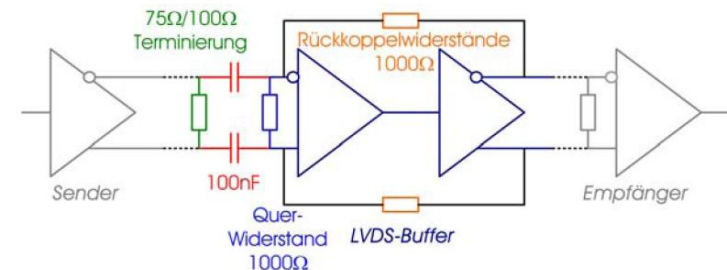 75Ω/100Ω
Terminierung
Rückkoppelwiderstände
1000Ω
Sender
100nF
Quer-
Widerstand
1000Ω
LVDS-Buffer
Empfänger